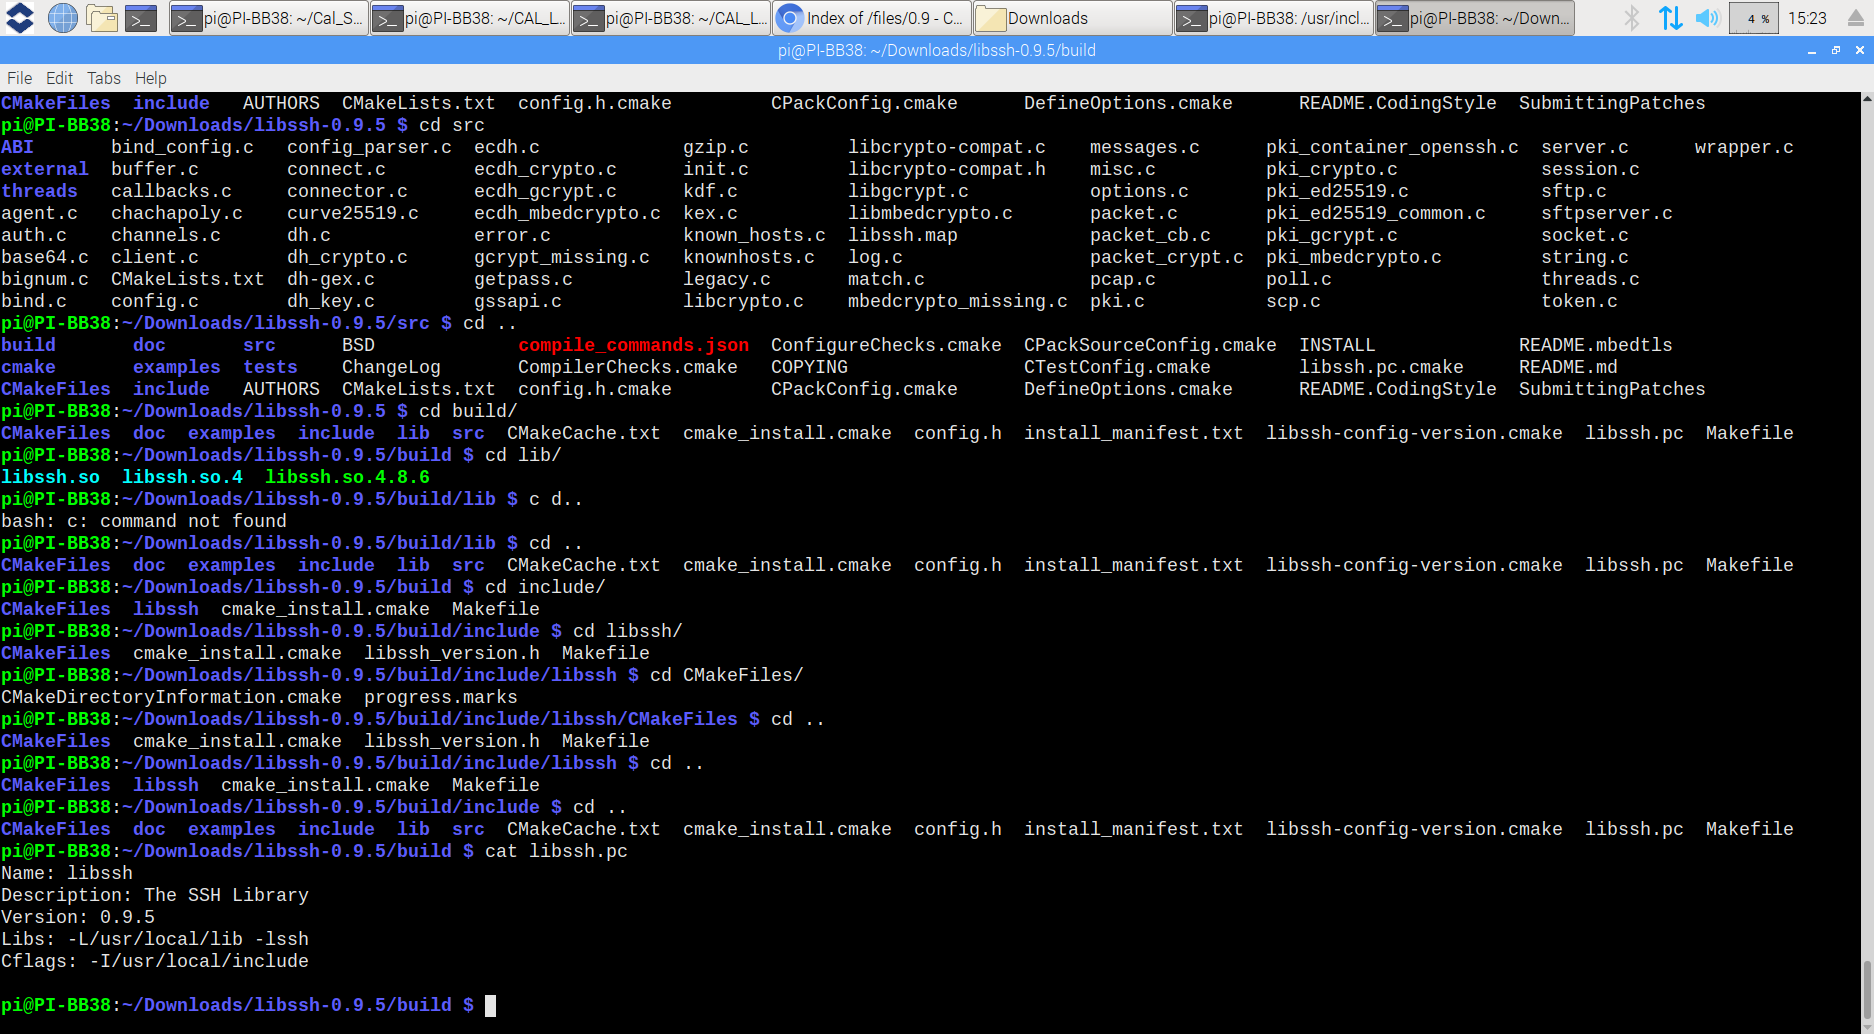 pi@PI-BB38: ~/Cal_S... pi@PI-BB38: ~/CAL_L... pi@PI-BB38: ~/CAL_L... Index of /files/0.9 - C... Downloads pi@PI-BB38: /usr/incl... pi@PI-BB38: ~/Down... 4 % 15:23
pi@PI-BB38: ~/Downloads/libssh-0.9.5/build
File Edit Tabs Help
CMakeFiles include AUTHORS CMakeLists.txt config.h.cmake CPackConfig.cmake DefineOptions.cmake README.CodingStyle SubmittingPatches
pi@PI-BB38:~/Downloads/libssh-0.9.5 $ cd src
ABI bind_config.c config_parser.c ecdh.c gzip.c libcrypto-compat.c messages.c pki_container_openssh.c server.c wrapper.c
external buffer.c connect.c ecdh_crypto.c init.c libcrypto-compat.h misc.c pki_crypto.c session.c
threads callbacks.c connector.c ecdh_gcrypt.c kdf.c libgcrypt.c options.c pki_ed25519.c sftp.c
agent.c chachapoly.c curve25519.c ecdh_mbedcrypto.c kex.c libmbedcrypto.c packet.c pki_ed25519_common.c sftpserver.c
auth.c channels.c dh.c error.c known_hosts.c libssh.map packet_cb.c pki_gcrypt.c socket.c
base64.c client.c dh_crypto.c gcrypt_missing.c knownhosts.c log.c packet_crypt.c pki_mbedcrypto.c string.c
bignum.c CMakeLists.txt dh-gex.c getpass.c legacy.c match.c pcap.c poll.c threads.c
bind.c config.c dh_key.c gssapi.c libcrypto.c mbedcrypto_missing.c pki.c scp.c token.c
pi@PI-BB38:~/Downloads/libssh-0.9.5/src $ cd ..
build doc src BSD compile_commands.json ConfigureChecks.cmake CPackSourceConfig.cmake INSTALL README.mbedtls
cmake examples tests ChangeLog CompilerChecks.cmake COPYING CTestConfig.cmake libssh.pc.cmake README.md
CMakeFiles include AUTHORS CMakeLists.txt config.h.cmake CPackConfig.cmake DefineOptions.cmake README.CodingStyle SubmittingPatches
pi@PI-BB38:~/Downloads/libssh-0.9.5 $ cd build/
CMakeFiles doc examples include lib src CMakeCache.txt cmake_install.cmake config.h install_manifest.txt libssh-config-version.cmake libssh.pc Makefile
pi@PI-BB38:~/Downloads/libssh-0.9.5/build $ cd lib/
libssh.so libssh.so.4 libssh.so.4.8.6
pi@PI-BB38:~/Downloads/libssh-0.9.5/build/lib $ c d..
bash: c: command not found
pi@PI-BB38:~/Downloads/libssh-0.9.5/build/lib $ cd ..
CMakeFiles doc examples include lib src CMakeCache.txt cmake_install.cmake config.h install_manifest.txt libssh-config-version.cmake libssh.pc Makefile
pi@PI-BB38:~/Downloads/libssh-0.9.5/build $ cd include/
CMakeFiles libssh cmake_install.cmake Makefile
pi@PI-BB38:~/Downloads/libssh-0.9.5/build/include $ cd libssh/
CMakeFiles cmake_install.cmake libssh_version.h Makefile
pi@PI-BB38:~/Downloads/libssh-0.9.5/build/include/libssh $ cd CMakeFiles/
CMakeDirectoryInformation.cmake progress.marks
pi@PI-BB38:~/Downloads/libssh-0.9.5/build/include/libssh/CMakeFiles $ cd ..
CMakeFiles cmake_install.cmake libssh_version.h Makefile
pi@PI-BB38:~/Downloads/libssh-0.9.5/build/include/libssh $ cd ..
CMakeFiles libssh cmake_install.cmake Makefile
pi@PI-BB38:~/Downloads/libssh-0.9.5/build/include $ cd ..
CMakeFiles doc examples include lib src CMakeCache.txt cmake_install.cmake config.h install_manifest.txt libssh-config-version.cmake libssh.pc Makefile
pi@PI-BB38:~/Downloads/libssh-0.9.5/build $ cat libssh.pc
Name: libssh
Description: The SSH Library
Version: 0.9.5
Libs: -L/usr/local/lib -lssh
Cflags: -I/usr/local/include
pi@PI-BB38:~/Downloads/libssh-0.9.5/build $